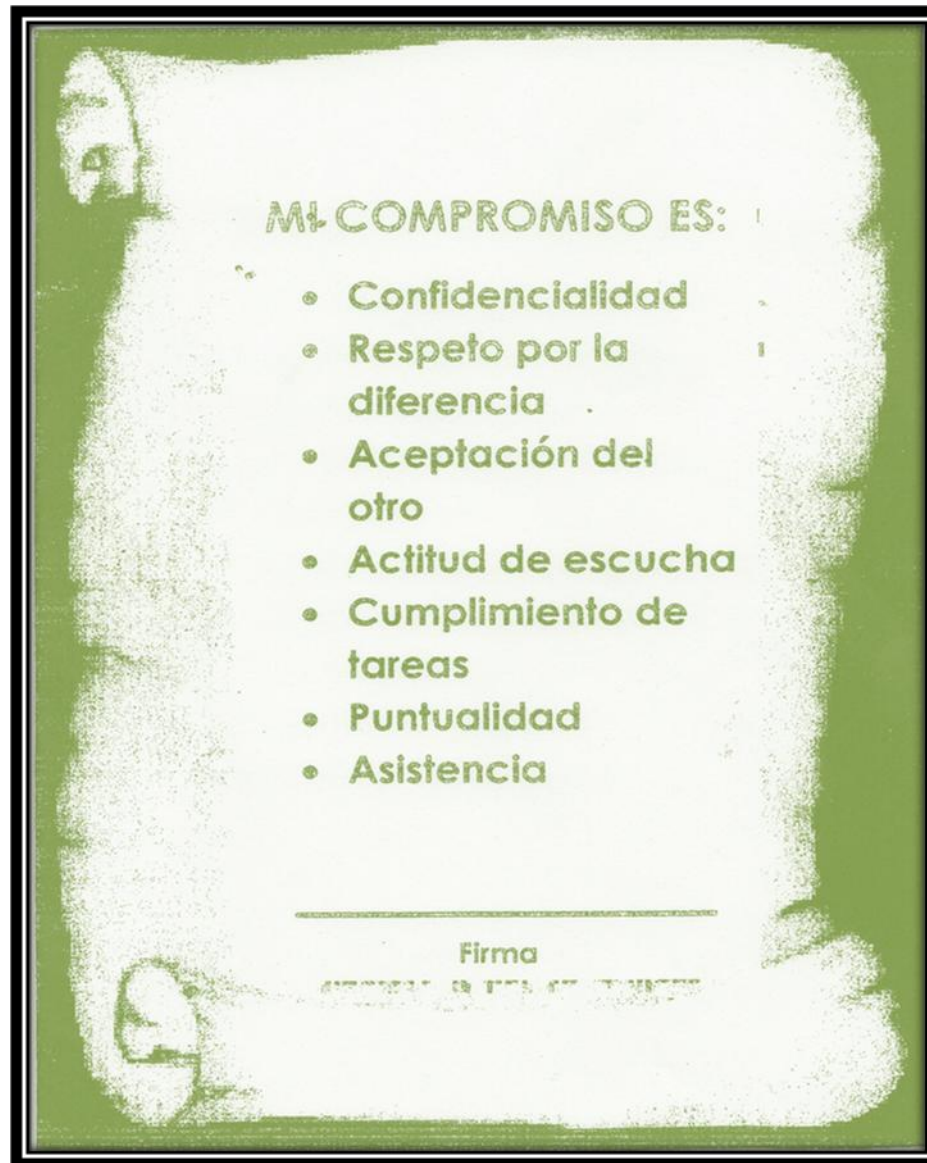 MI COMPROMISO ES:
• Confidencialidad
• Respeto por la
diferencia
• Aceptación del
otro
• Actitud de escucha
• Cumplimiento de
tareas
• Puntualidad
• Asistencia
Firma